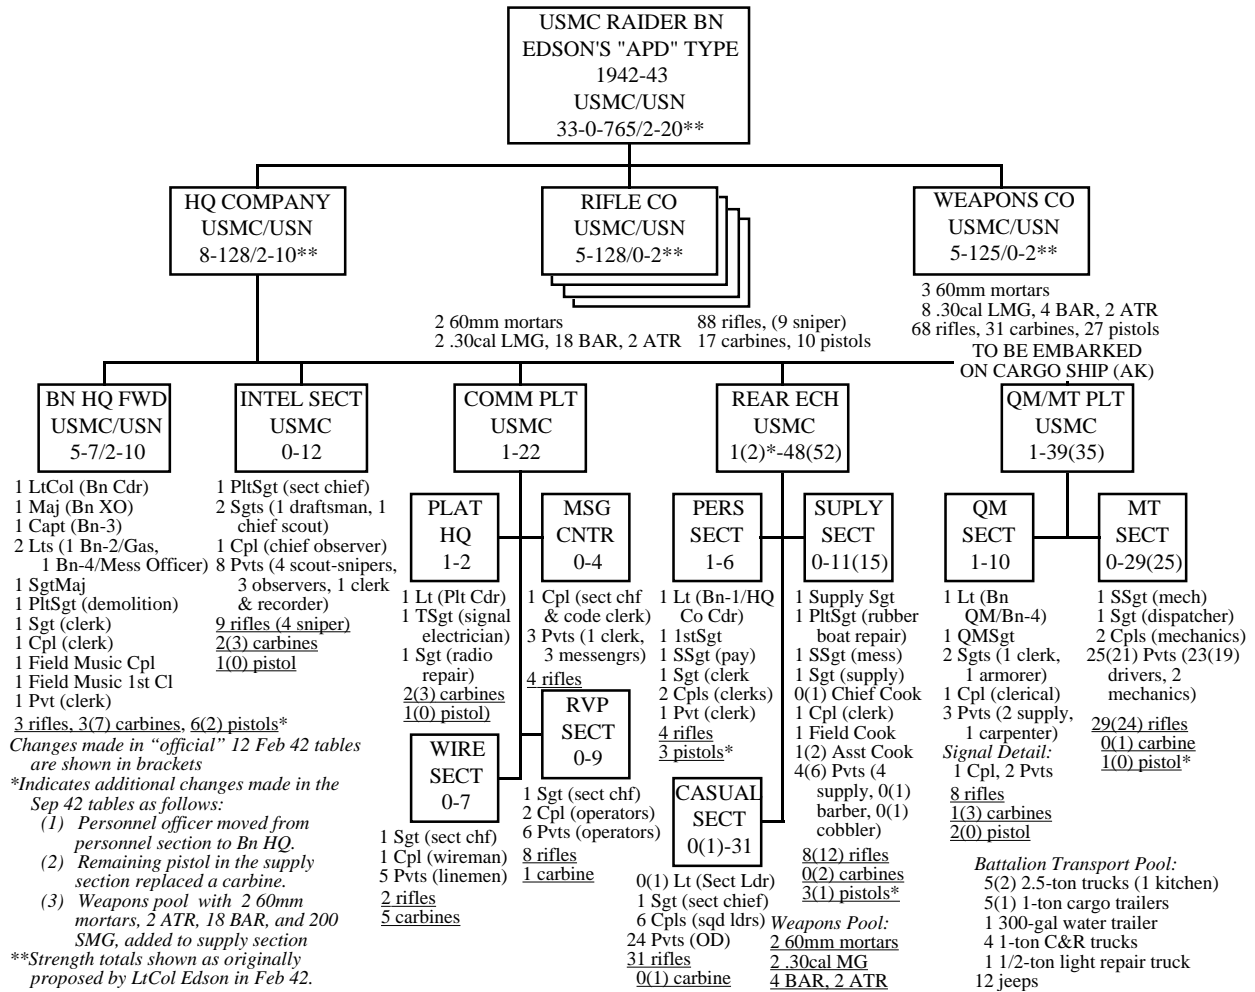 USMC RAIDER BN
EDSON'S "APD" TYPE
1942-43
USMC/USN
33-0-765/2-20**
HQ COMPANY
USMC/USN
8-128/2-10**
RIFLE CO
USMC/USN
5-128/0-2**
WEAPONS CO
USMC/USN
5-125/0-2**
2 60mm mortars
2 .30cal LMG, 18 BAR, 2 ATR
88 rifles, (9 sniper)
17 carbines, 10 pistols
3 60mm mortars
8 .30cal LMG, 4 BAR, 2 ATR
68 rifles, 31 carbines, 27 pistols
TO BE EMBARKED
ON CARGO SHIP (AK)
BN HQ FWD
USMC/USN
5-7/2-10
1 LtCol (Bn Cdr)
1 Maj (Bn XO)
1 Capt (Bn-3)
2 Lts (1 Bn-2/Gas,
1 Bn-4/Mess Officer)
1 SgtMaj
1 PltSgt (demolition)
1 Sgt (clerk)
1 Cpl (clerk)
1 Field Music Cpl
1 Field Music 1st Cl
1 Pvt (clerk)
3 rifles, 3(7) carbines, 6(2) pistols*
INTEL SECT
USMC
0-12
1 PltSgt (sect chief)
2 Sgts (1 draftsman, 1
chief scout)
1 Cpl (chief observer)
8 Pvts (4 scout-snipers,
3 observers, 1 clerk
& recorder)
9 rifles (4 sniper)
2(3) carbines
1(0) pistol
COMM PLT
USMC
1-22
PLAT
HQ
1-2
1 Lt (Plt Cdr)
1 TSgt (signal
electrician)
1 Sgt (radio
repair)
2(3) carbines
1(0) pistol)
MSG
CNTR
0-4
1 Cpl (sect chf
& code clerk)
3 Pvts (1 clerk,
3 messengrs)
4 rifles
WIRE
SECT
0-7
1 Sgt (sect chf)
1 Cpl (wireman)
5 Pvts (linemen)
2 rifles
5 carbines
RVP
SECT
0-9
1 Sgt (sect chf)
2 Cpl (operators)
6 Pvts (operators)
8 rifles
1 carbine
REAR ECH
USMC
1(2)*-48(52)
PERS
SECT
1-6
1 Lt (Bn-1/HQ
Co Cdr)
1 1stSgt
1 SSgt (pay)
1 Sgt (clerk
2 Cpls (clerks)
1 Pvt (clerk)
4 rifles
3 pistols*
SUPLY
SECT
0-11(15)
1 Supply Sgt
1 PltSgt (rubber
boat repair)
1 SSgt (mess)
1 Sgt (supply)
0(1) Chief Cook
1 Cpl (clerk)
1 Field Cook
1(2) Asst Cook
4(6) Pvts (4
supply, 0(1)
barber, 0(1)
cobbler)
8(12) rifles
0(2) carbines
3(1) pistols*
CASUAL
SECT
0(1)-31
0(1) Lt (Sect Ldr)
1 Sgt (sect chief)
6 Cpls (sqd ldrs)
24 Pvts (OD)
31 rifles
0(1) carbine
Weapons Pool:
2 60mm mortars
2 .30cal MG
4 BAR, 2 ATR
QM/MT PLT
USMC
1-39(35)
QM
SECT
1-10
1 Lt (Bn
QM/Bn-4)
1 QMSgt
2 Sgts (1 clerk,
1 armorer)
1 Cpl (clerical)
3 Pvts (2 supply,
1 carpenter)
Signal Detail:
1 Cpl, 2 Pvts
8 rifles
1(3) carbines
2(0) pistol
MT
SECT
0-29(25)
1 SSgt (mech)
1 Sgt (dispatcher)
2 Cpls (mechanics)
25(21) Pvts (23(19)
drivers, 2
mechanics)
29(24) rifles
0(1) carbine
1(0) pistol*
Battalion Transport Pool:
5(2) 2.5-ton trucks (1 kitchen)
5(1) 1-ton cargo trailers
1 300-gal water trailer
4 1-ton C&R trucks
1 1/2-ton light repair truck
12 jeeps
Changes made in “official” 12 Feb 42 tables
are shown in brackets
*Indicates additional changes made in the
Sep 42 tables as follows:
(1) Personnel officer moved from
personnel section to Bn HQ.
(2) Remaining pistol in the supply
section replaced a carbine.
(3) Weapons pool with 2 60mm
mortars, 2 ATR, 18 BAR, and 200
SMG, added to supply section
**Strength totals shown as originally
proposed by LtCol Edson in Feb 42.